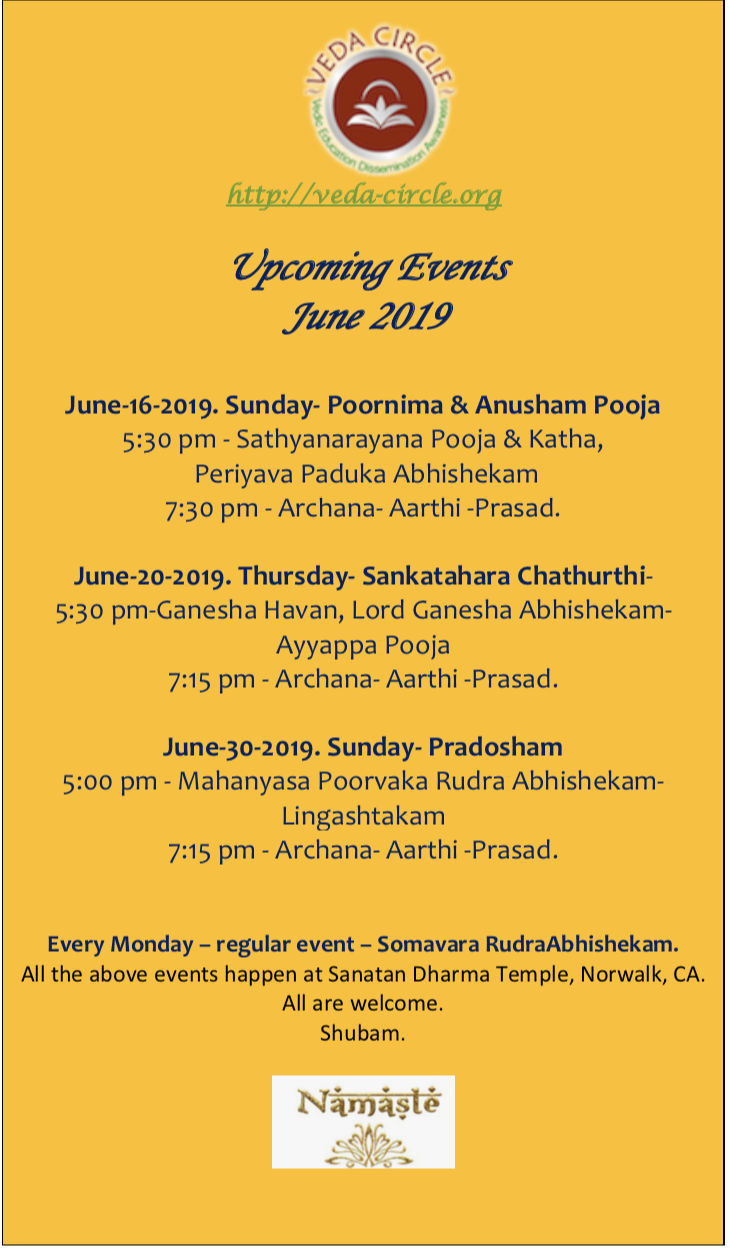 VEDA CIRCLE
Vedic Education Dissemination Awareness
http://veda-circle.org
Upcoming Events
June 2019
June-16-2019. Sunday- Poornima & Anusham Pooja
5:30 pm - Sathyanarayana Pooja & Katha,
Periyava Paduka Abhishekam
7:30 pm - Archana- Aarthi -Prasad.
June-20-2019. Thursday- Sankatahara Chathurthi-
5:30 pm-Ganesha Havan, Lord Ganesha Abhishekam-
Ayyappa Pooja
7:15 pm - Archana- Aarthi -Prasad.
June-30-2019. Sunday- Pradosham
5:00 pm - Mahanyasa Poorvaka Rudra Abhishekam-
Lingashtakam
7:15 pm - Archana- Aarthi -Prasad.
Every Monday – regular event – Somavara RudraAbhishekam.
All the above events happen at Sanatan Dharma Temple, Norwalk, CA.
All are welcome.
Shubam.
Namaste